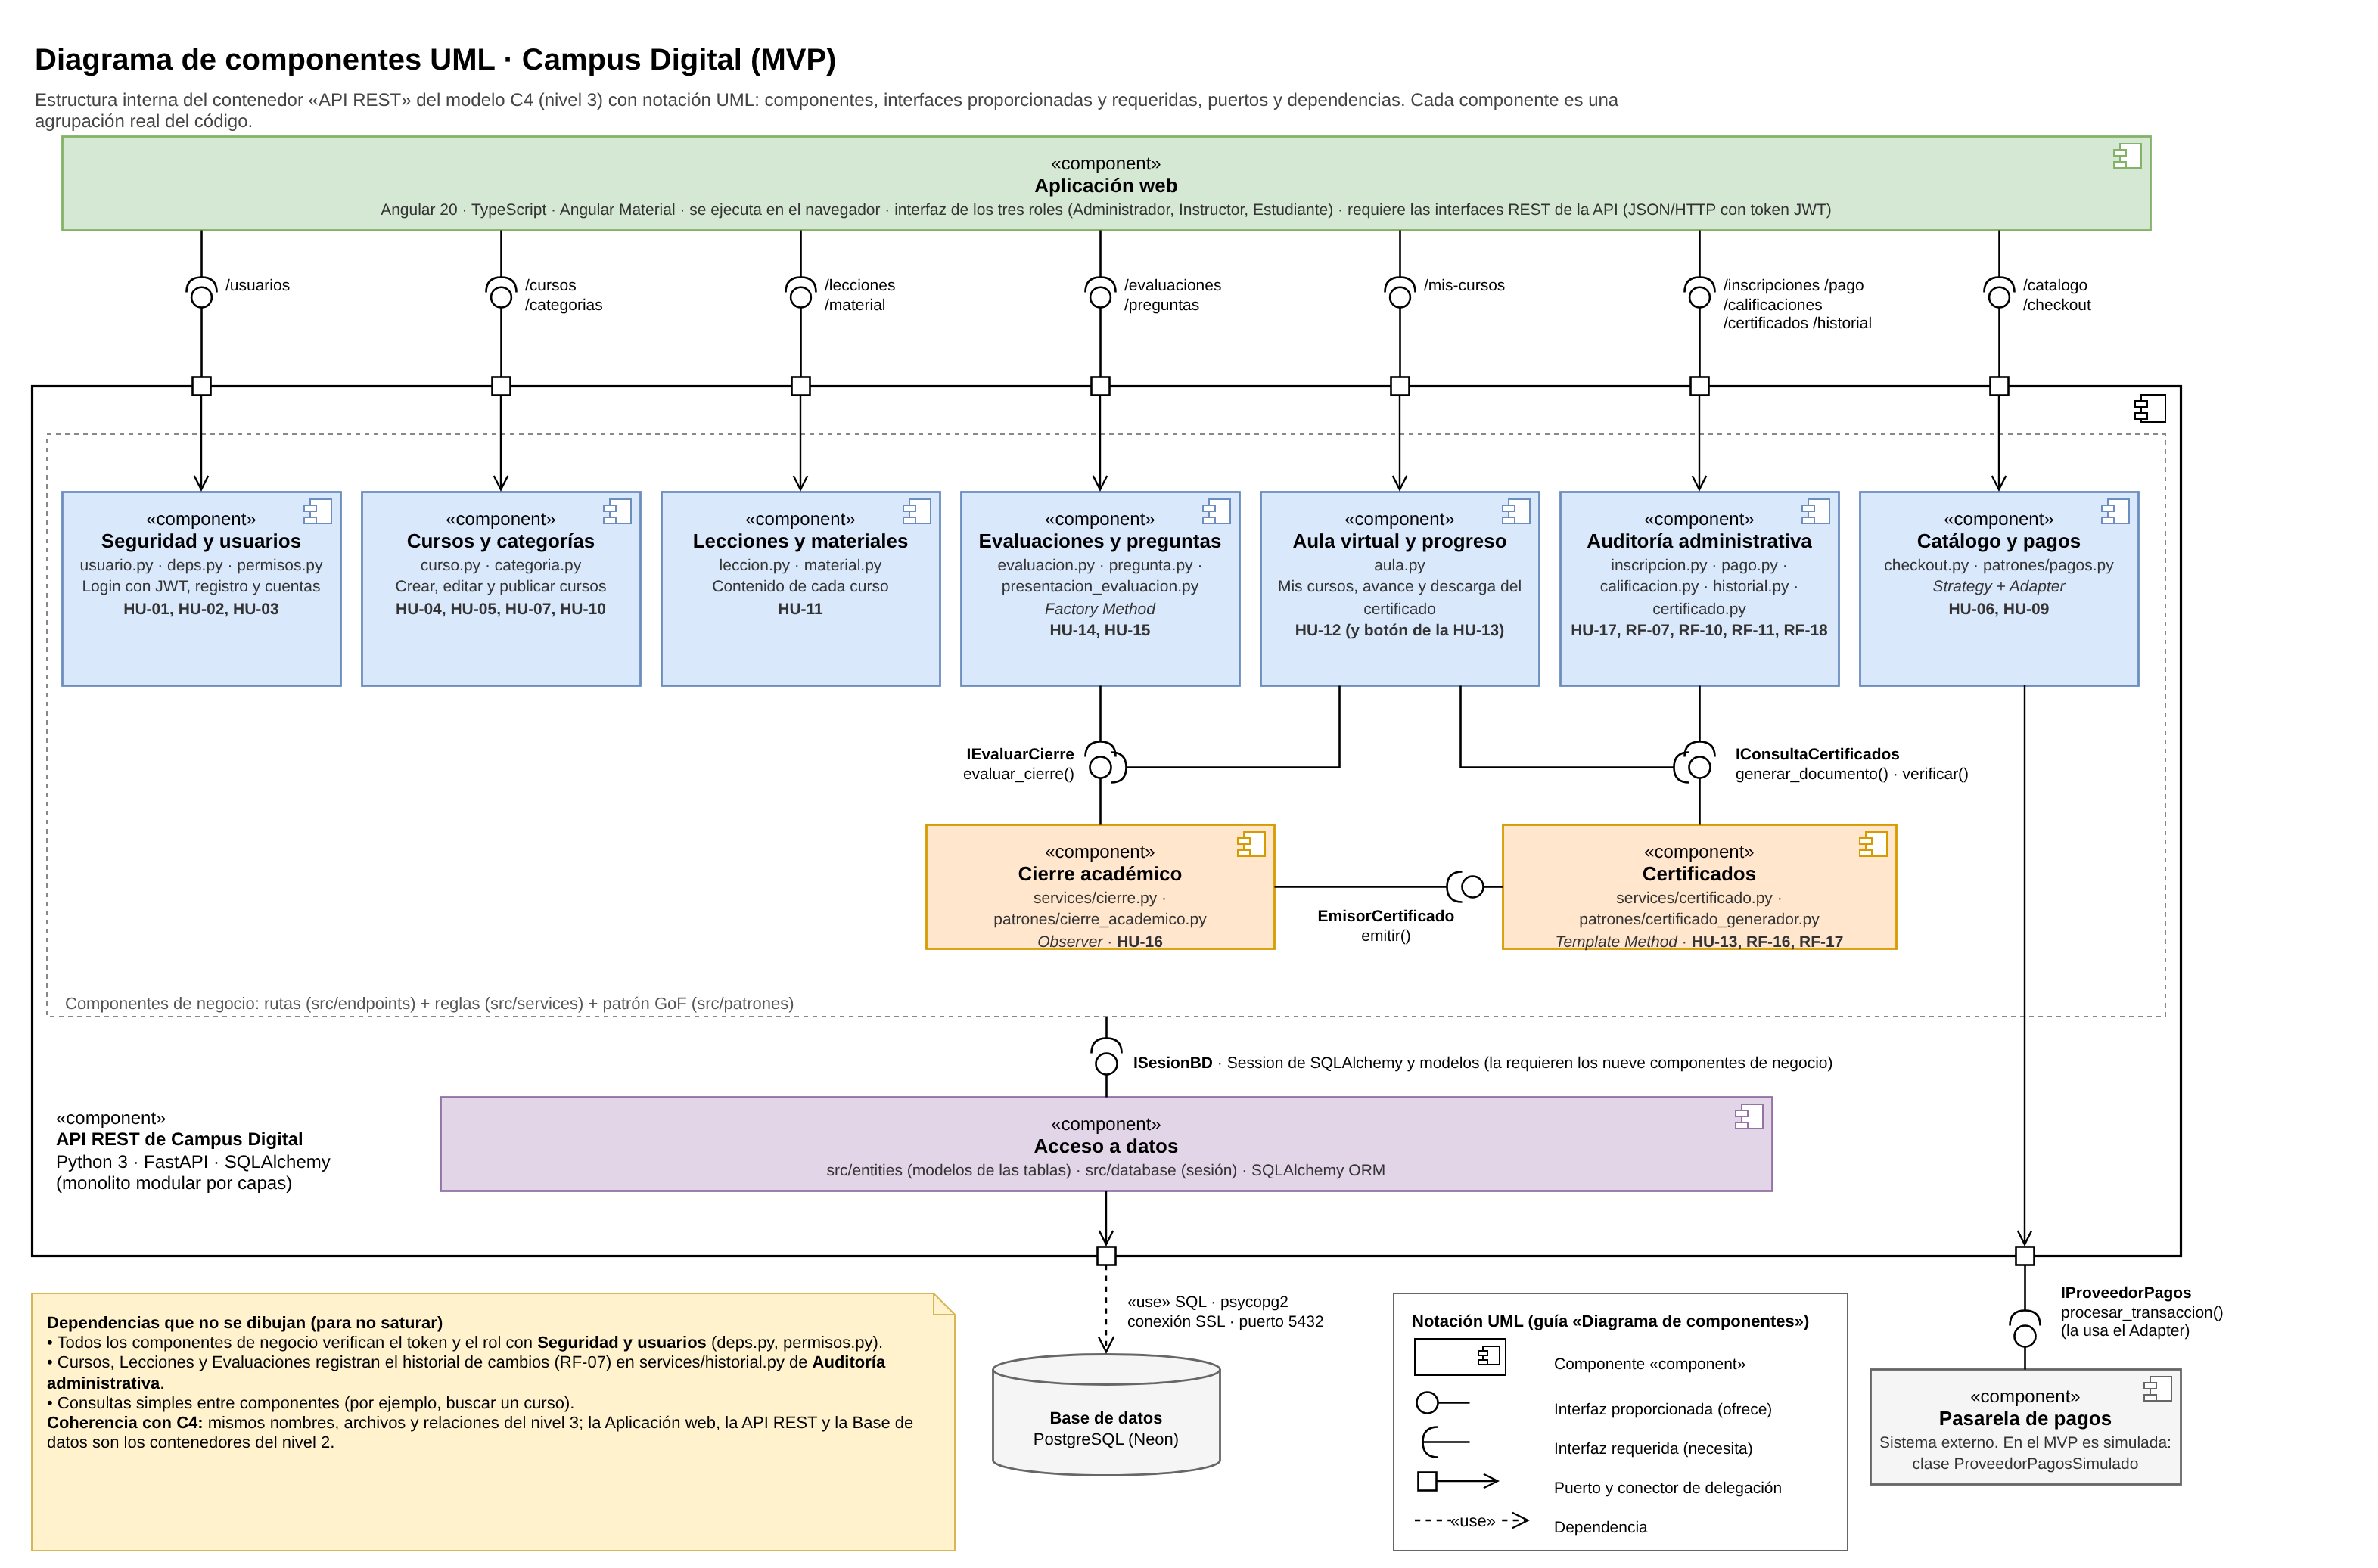 Diagrama de componentes UML · Campus Digital (MVP)
Estructura interna del contenedor «API REST» del modelo C4 (nivel 3) con notación UML: componentes, interfaces proporcionadas y requeridas, puertos y dependencias. Cada componente es una
agrupación real del código.
«component»
Aplicación web
Angular 20 · TypeScript · Angular Material · se ejecuta en el navegador · interfaz de los tres roles (Administrador, Instructor, Estudiante) · requiere las interfaces REST de la API (JSON/HTTP con token JWT)
/usuarios
/cursos
/categorias
/lecciones
/material
/evaluaciones
/preguntas
/mis-cursos
/inscripciones /pago
/calificaciones
/certificados /historial
/catalogo
/checkout
«component»
Seguridad y usuarios
usuario.py · deps.py · permisos.py
Login con JWT, registro y cuentas
HU-01, HU-02, HU-03
«component»
Cursos y categorías
curso.py · categoria.py
Crear, editar y publicar cursos
HU-04, HU-05, HU-07, HU-10
«component»
Lecciones y materiales
leccion.py · material.py
Contenido de cada curso
HU-11
«component»
Evaluaciones y preguntas
evaluacion.py · pregunta.py ·
presentacion_evaluacion.py
Factory Method
HU-14, HU-15
«component»
Aula virtual y progreso
aula.py
Mis cursos, avance y descarga del
certificado
HU-12 (y botón de la HU-13)
«component»
Auditoría administrativa
inscripcion.py · pago.py ·
calificacion.py · historial.py ·
certificado.py
HU-17, RF-07, RF-10, RF-11, RF-18
«component»
Catálogo y pagos
checkout.py · patrones/pagos.py
Strategy + Adapter
HU-06, HU-09
IEvaluarCierre
evaluar_cierre()
IConsultaCertificados
generar_documento() · verificar()
«component»
Cierre académico
services/cierre.py ·
patrones/cierre_academico.py
Observer · HU-16
EmisorCertificado
emitir()
«component»
Certificados
services/certificado.py ·
patrones/certificado_generador.py
Template Method · HU-13, RF-16, RF-17
Componentes de negocio: rutas (src/endpoints) + reglas (src/services) + patrón GoF (src/patrones)
ISesionBD · Session de SQLAlchemy y modelos (la requieren los nueve componentes de negocio)
«component»
API REST de Campus Digital
Python 3 · FastAPI · SQLAlchemy
(monolito modular por capas)
«component»
Acceso a datos
src/entities (modelos de las tablas) · src/database (sesión) · SQLAlchemy ORM
Dependencias que no se dibujan (para no saturar)
• Todos los componentes de negocio verifican el token y el rol con Seguridad y usuarios (deps.py, permisos.py).
• Cursos, Lecciones y Evaluaciones registran el historial de cambios (RF-07) en services/historial.py de Auditoría
administrativa.
• Consultas simples entre componentes (por ejemplo, buscar un curso).
Coherencia con C4: mismos nombres, archivos y relaciones del nivel 3; la Aplicación web, la API REST y la Base de
datos son los contenedores del nivel 2.
«use» SQL · psycopg2
conexión SSL · puerto 5432
Base de datos
PostgreSQL (Neon)
Notación UML (guía «Diagrama de componentes»)
Componente «component»
Interfaz proporcionada (ofrece)
Interfaz requerida (necesita)
Puerto y conector de delegación
«use»
Dependencia
IProveedorPagos
procesar_transaccion()
(la usa el Adapter)
«component»
Pasarela de pagos
Sistema externo. En el MVP es simulada:
clase ProveedorPagosSimulado